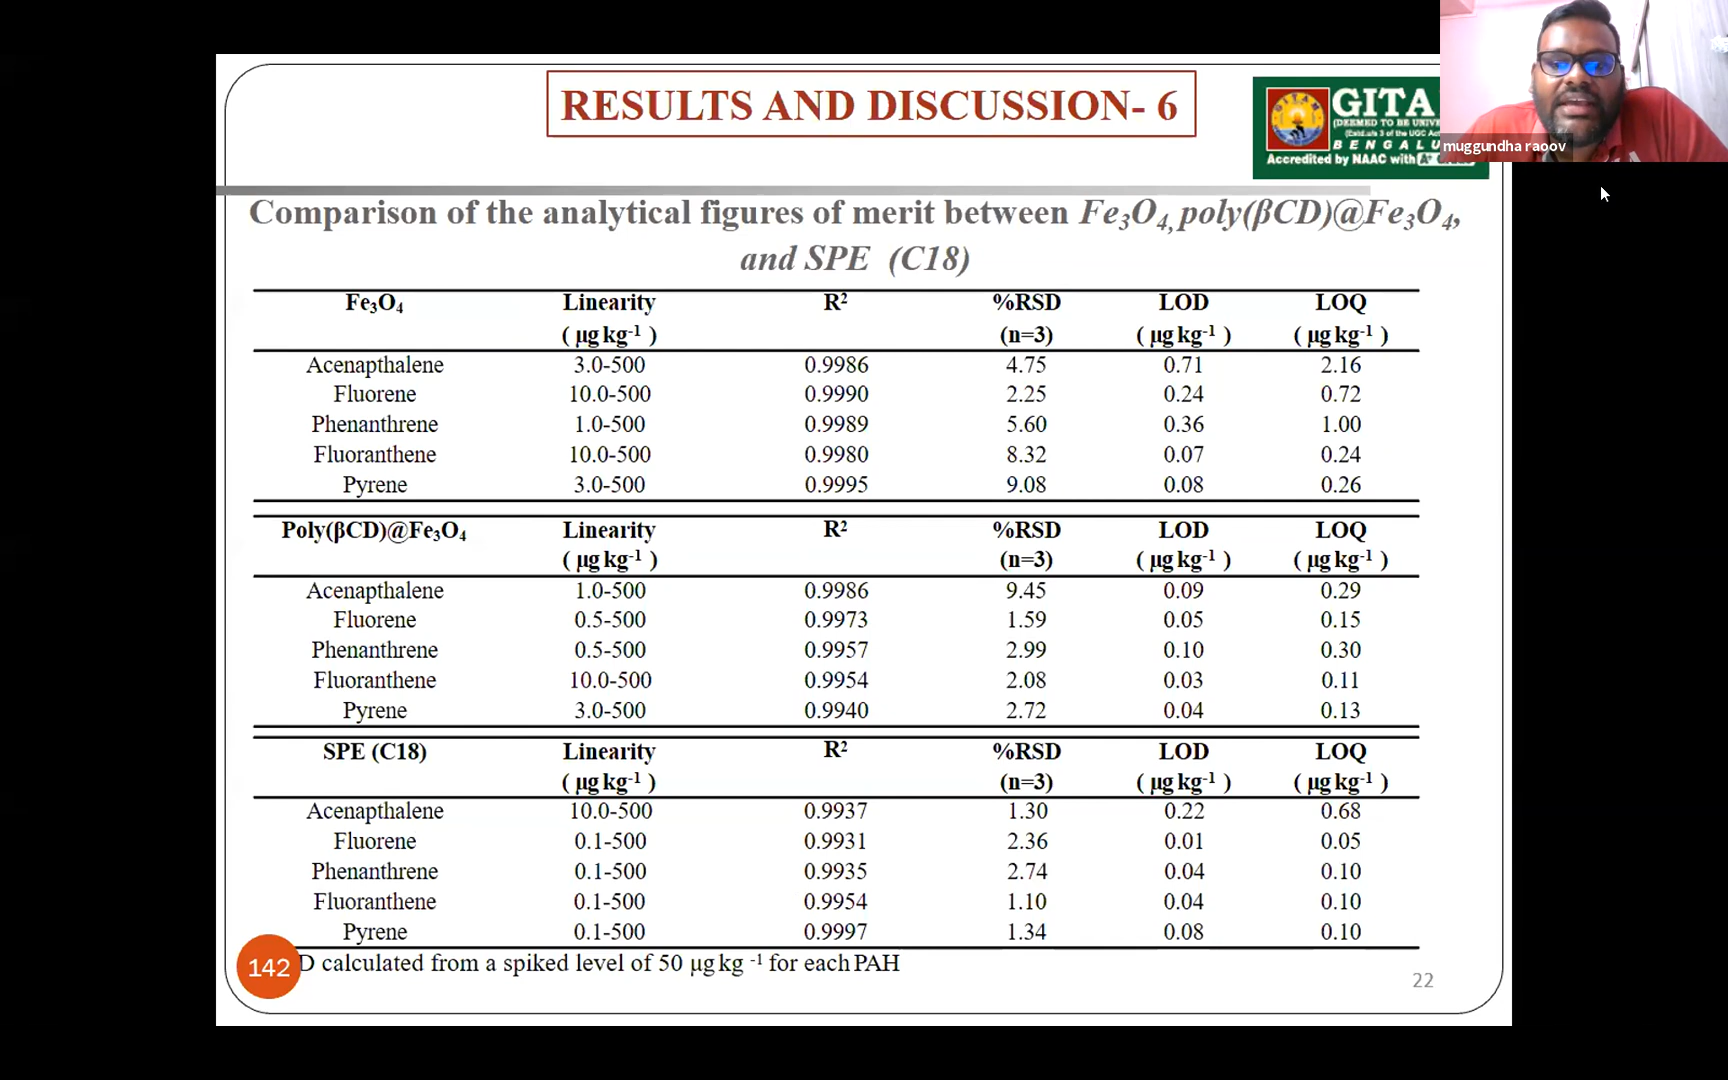 RESULTS AND DISCUSSION- 6
GITA
(DEEMED TO BE UNIVE
BENGALU
Accredited by NAAC with A+
muggundha raoov
Comparison of the analytical figures of merit between Fe₃O₄, poly(βCD)@Fe₃O₄,
and SPE (C18)
Fe₃O₄ Linearity R² %RSD LOD LOQ
( µg kg⁻¹ ) (n=3) ( µg kg⁻¹ ) ( µg kg⁻¹ )
Acenapthalene 3.0-500 0.9986 4.75 0.71 2.16
Fluorene 10.0-500 0.9990 2.25 0.24 0.72
Phenanthrene 1.0-500 0.9989 5.60 0.36 1.00
Fluoranthene 10.0-500 0.9980 8.32 0.07 0.24
Pyrene 3.0-500 0.9995 9.08 0.08 0.26
Poly(βCD)@Fe₃O₄ Linearity R² %RSD LOD LOQ
( µg kg⁻¹ ) (n=3) ( µg kg⁻¹ ) ( µg kg⁻¹ )
Acenapthalene 1.0-500 0.9986 9.45 0.09 0.29
Fluorene 0.5-500 0.9973 1.59 0.05 0.15
Phenanthrene 0.5-500 0.9957 2.99 0.10 0.30
Fluoranthene 10.0-500 0.9954 2.08 0.03 0.11
Pyrene 3.0-500 0.9940 2.72 0.04 0.13
SPE (C18) Linearity R² %RSD LOD LOQ
( µg kg⁻¹ ) (n=3) ( µg kg⁻¹ ) ( µg kg⁻¹ )
Acenapthalene 10.0-500 0.9937 1.30 0.22 0.68
Fluorene 0.1-500 0.9931 2.36 0.01 0.05
Phenanthrene 0.1-500 0.9935 2.74 0.04 0.10
Fluoranthene 0.1-500 0.9954 1.10 0.04 0.10
Pyrene 0.1-500 0.9997 1.34 0.08 0.10
142 D calculated from a spiked level of 50 µg kg ⁻¹ for each PAH
22